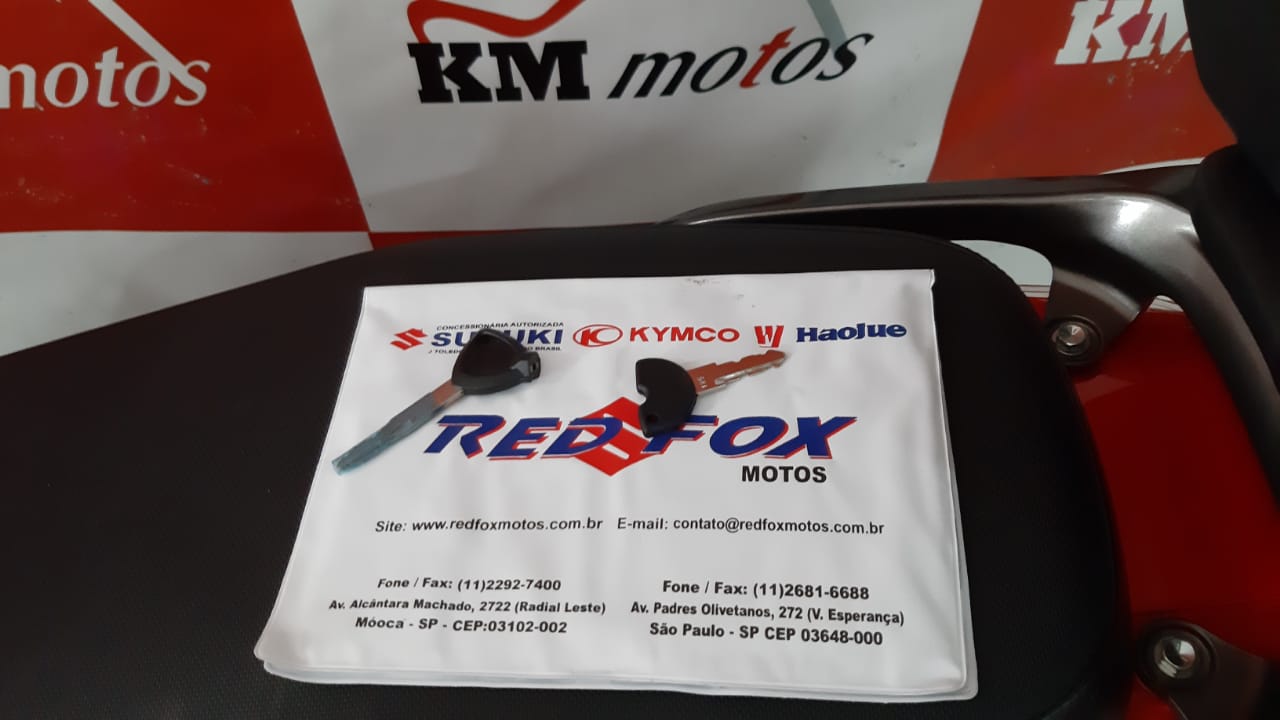 motos
KM motos
KM
CONCESSIONÁRIA AUTORIZADA
SUZUKI
KYMCO
HAOJUE
RED FOX
MOTOS
Site: www.redfoxmotos.com.br E-mail: contato@redfoxmotos.com.br
Fone / Fax: (11)2292-7400
Av. Alcântara Machado, 2722 (Radial Leste)
Móoca - SP - CEP:03102-002
Fone / Fax: (11)2681-6688
Av. Padres Olivetanos, 272 (V. Esperança)
São Paulo - SP CEP 03648-000